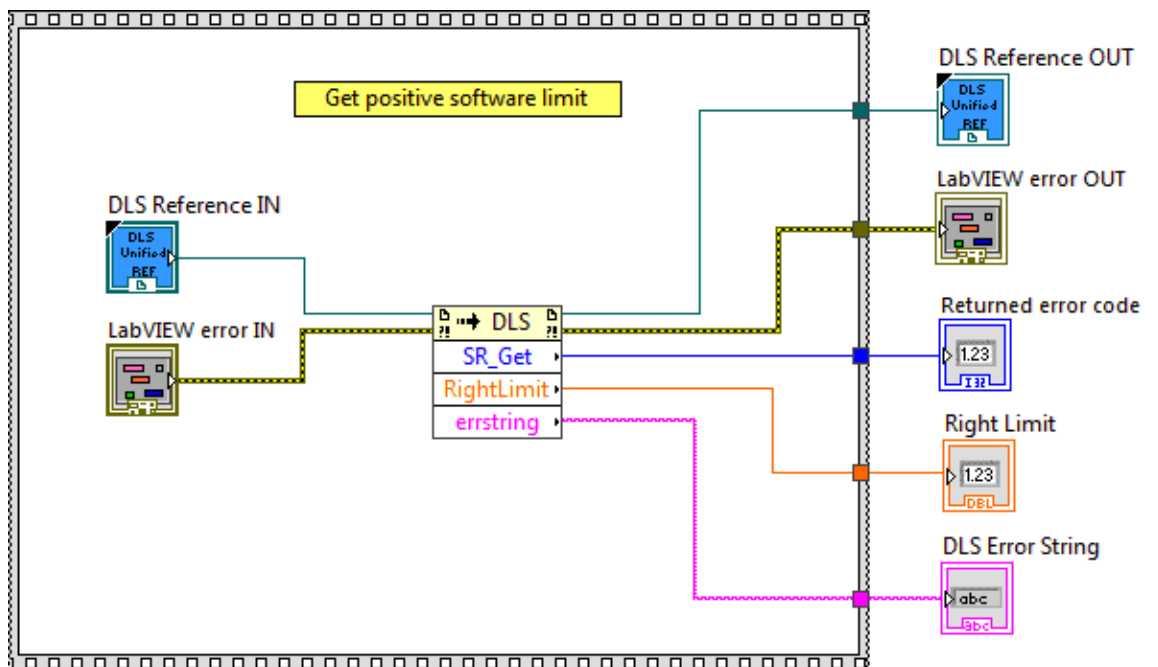 DLS Reference OUT
DLS
Unified
REF
Get positive software limit
LabVIEW error OUT
DLS Reference IN
DLS
Unified
REF
LabVIEW error IN
DLS
SR_Get
RightLimit
errstring
Returned error code
1.23
I32
Right Limit
1.23
DBL
DLS Error String
abc
abc